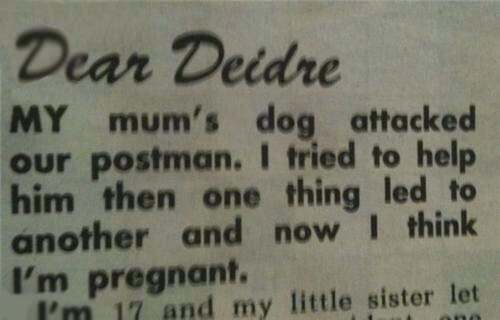 Dear Deidre
MY mum's dog attacked
our postman. I tried to help
him then one thing led to
another and now I think
I'm pregnant.
I'm 17 and my little sister let
one